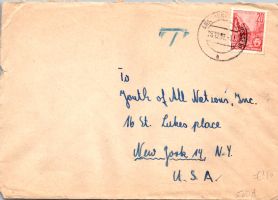 To
Youth of All Nations, Inc.
16 St. Lukes place
New York 14, N.Y.
U.S.A.